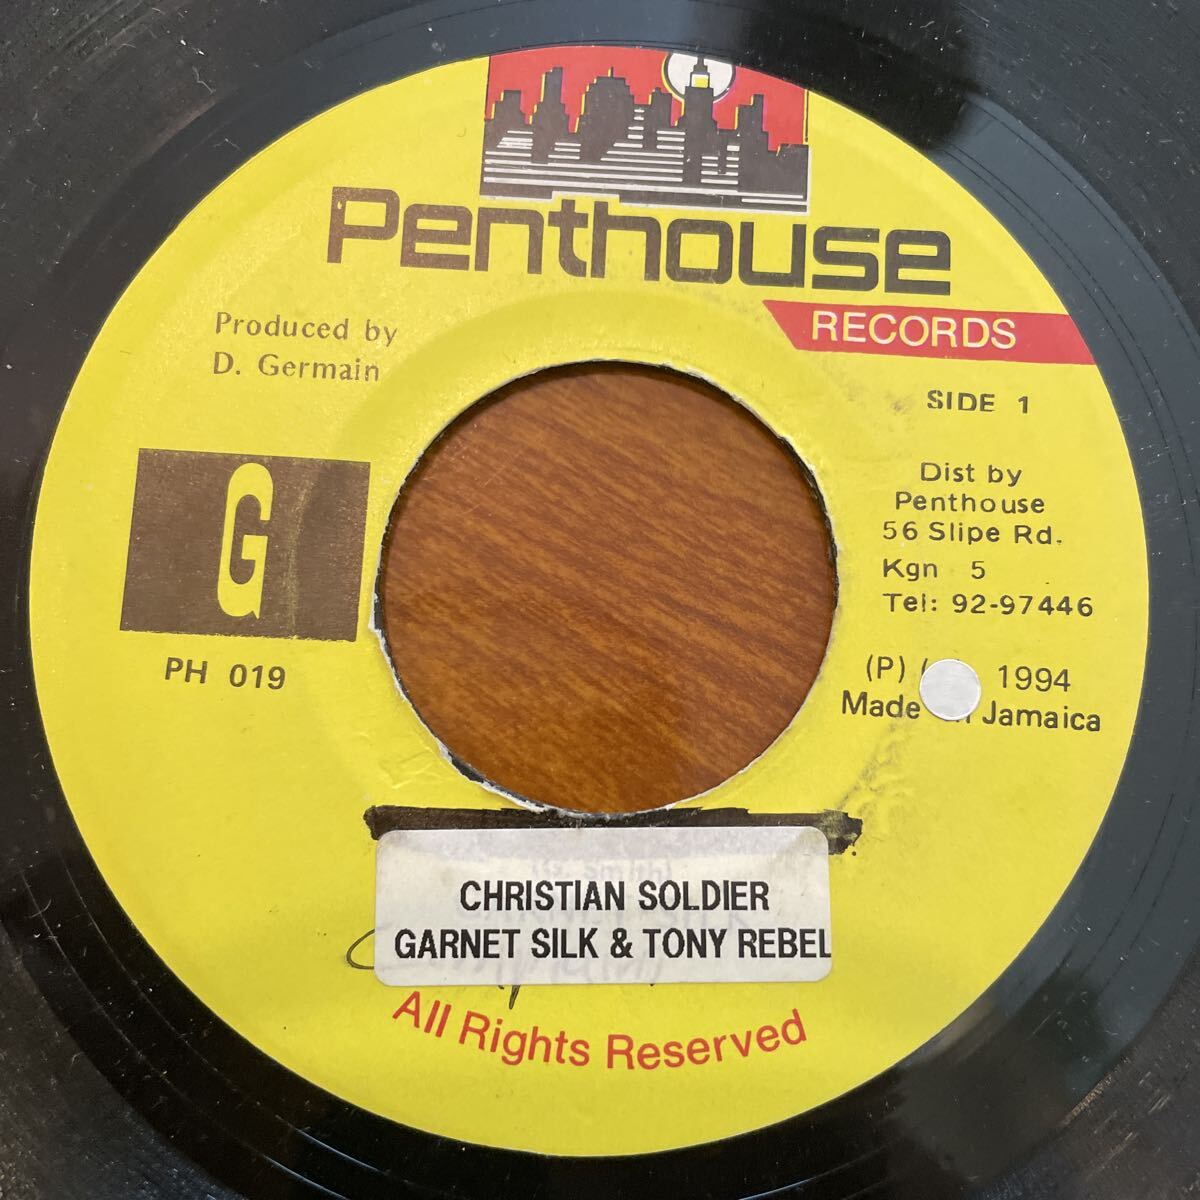 Penthouse
RECORDS
Produced by
D. Germain
SIDE 1
Dist by
Penthouse
56 Slipe Rd.
Kgn 5
Tel: 92-97446
G
PH 019
(P) 1994
Made Jamaica
CHRISTIAN SOLDIER
GARNET SILK & TONY REBEL
All Rights Reserved